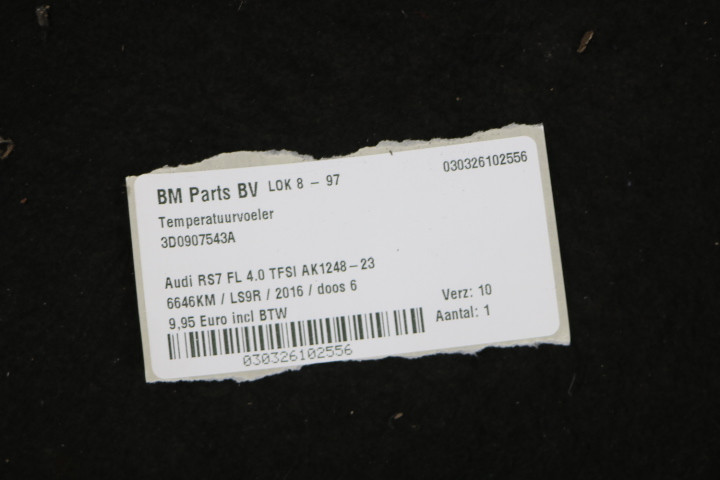 BM Parts BV LOK 8 - 97 030326102556
Temperatuurvoeler
3D0907543A
Audi RS7 FL 4.0 TFSI AK1248-23
6646KM / LS9R / 2016 / doos 6 Verz: 10
9,95 Euro incl BTW Aantal: 1
030326102556